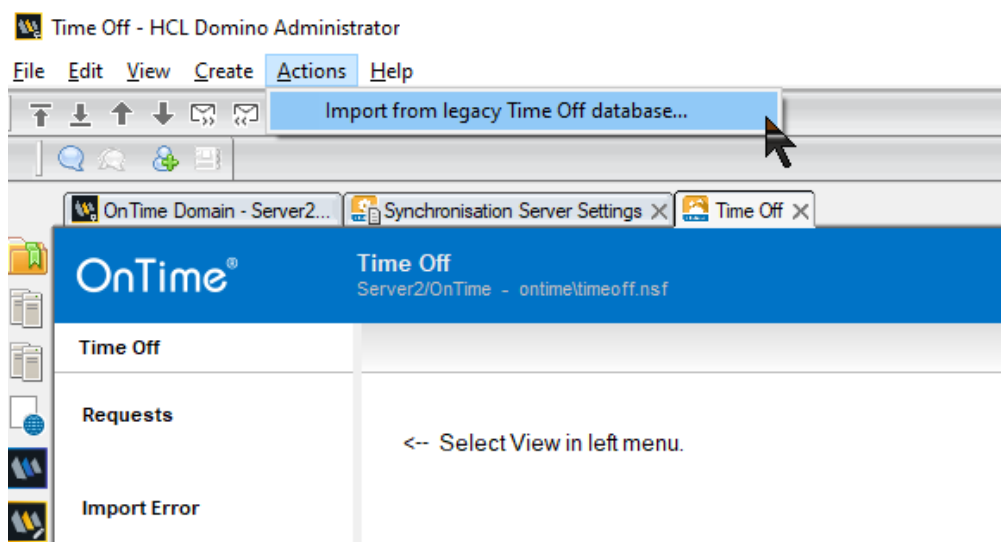 Time Off - HCL Domino Administrator
File Edit View Create Actions Help
Import from legacy Time Off database...
OnTime Domain - Server2... Synchronisation Server Settings Time Off
OnTime® Time Off
Server2/OnTime - ontime\timeoff.nsf
Time Off
Requests
<-- Select View in left menu.
Import Error